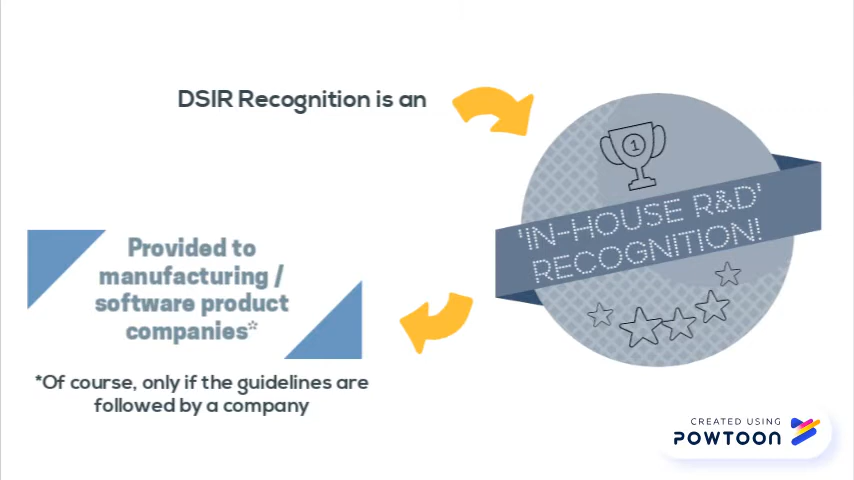 DSIR Recognition is an
1
'IN-HOUSE R&D'
RECOGNITION!
Provided to
manufacturing /
software product
companies*
*Of course, only if the guidelines are
followed by a company
CREATED USING
POWTOON